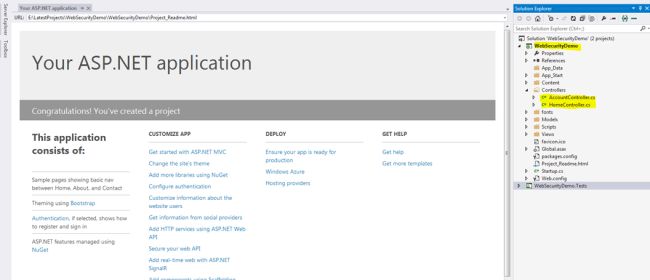 Server Explorer
Toolbox
Your ASP.NET application
URL: E:\LatestProjects\WebSecurityDemo\WebSecurityDemo\Project_Readme.html
Your ASP.NET application
Congratulations! You've created a project
This application consists of:
Sample pages showing basic nav
between Home, About, and Contact
Theming using Bootstrap
Authentication, if selected, shows how
to register and sign in
ASP.NET features managed using
NuGet
CUSTOMIZE APP
Get started with ASP.NET MVC
Change the site's theme
Add more libraries using NuGet
Configure authentication
Customize information about the
website users
Get information from social providers
Add HTTP services using ASP.NET Web
API
Secure your web API
Add real-time web with ASP.NET
SignalR
Add components using Scaffolding
DEPLOY
Ensure your app is ready for
production
Windows Azure
Hosting providers
GET HELP
Get help
Get more templates
Solution Explorer
Search Solution Explorer (Ctrl+;)
Solution 'WebSecurityDemo' (2 projects)
WebSecurityDemo
Properties
References
App_Data
App_Start
Content
Controllers
AccountController.cs
HomeController.cs
fonts
Models
Scripts
Views
favicon.ico
Global.asax
packages.config
Project_Readme.html
Startup.cs
Web.config
WebSecurityDemo.Tests